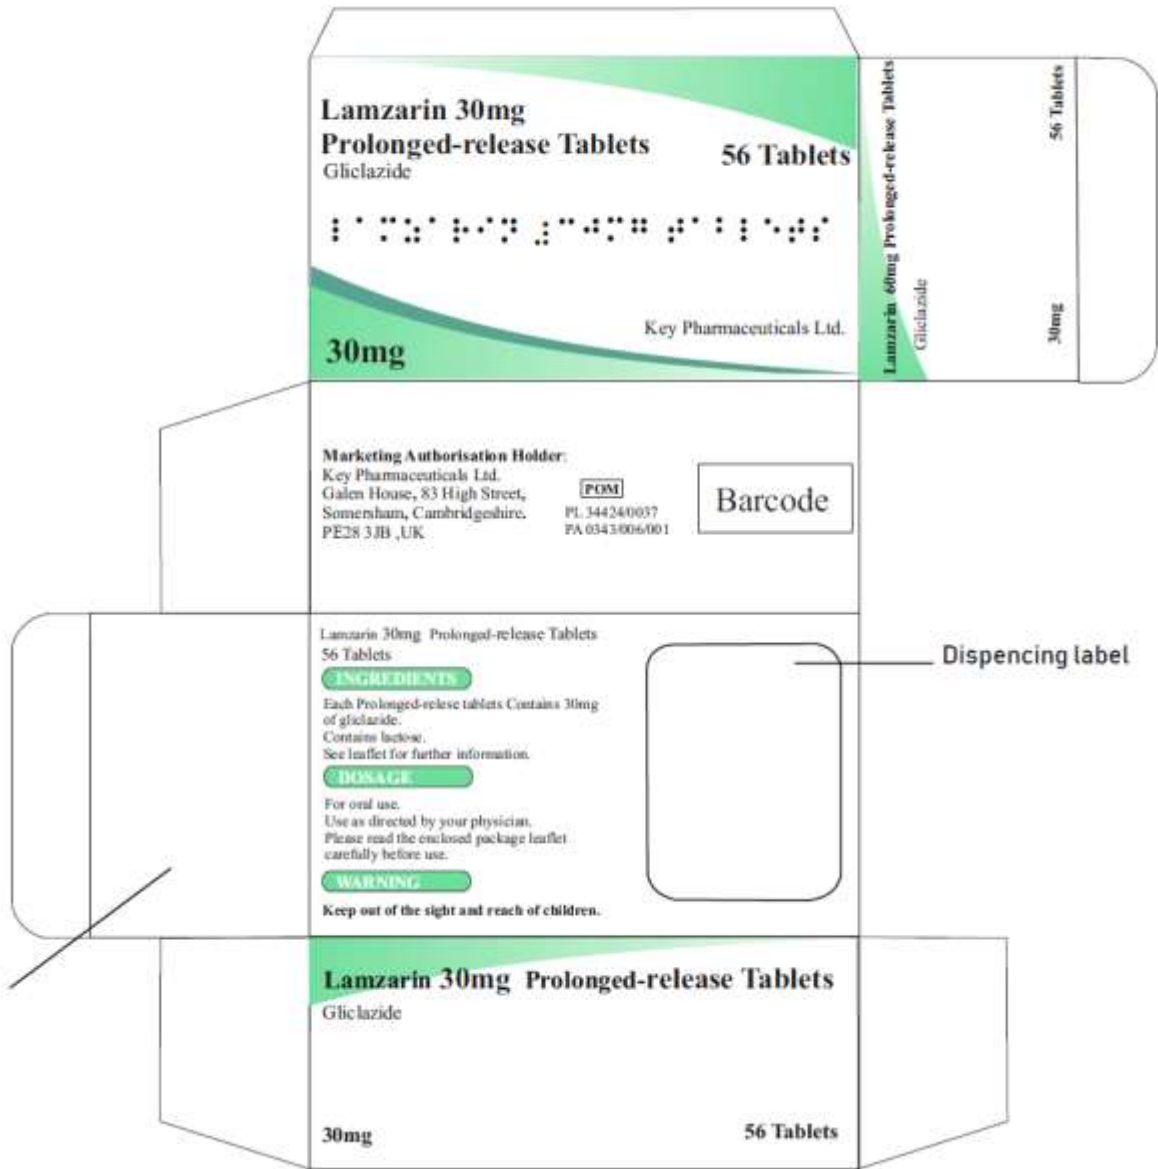 Lamzarin 30mg
Prolonged-release Tablets
Gliclazide
56 Tablets
⠇⠁⠍⠵⠁⠗⠊⠝ ⠼⠉⠚⠍⠛ ⠞⠁⠃⠇⠑⠞⠎
Key Pharmaceuticals Ltd.
30mg
Lamzarin 60mg Prolonged-release Tablets
Gliclazide
30mg
56 Tablets
Marketing Authorisation Holder:
Key Pharmaceuticals Ltd.
Galen House, 83 High Street,
Somersham, Cambridgeshire.
PE28 3JB ,UK
POM
PL 34424/0037
PA 0343/006/001
Barcode
Lamzarin 30mg Prolonged-release Tablets
56 Tablets
INGREDIENTS
Each Prolonged-relese tablets Contains 30mg
of gliclazide.
Contains lactose.
See leaflet for further information.
DOSAGE
For oral use.
Use as directed by your physician.
Please read the enclosed package leaflet
carefully before use.
WARNING
Keep out of the sight and reach of children.
Dispencing label
Lamzarin 30mg Prolonged-release Tablets
Gliclazide
30mg
56 Tablets